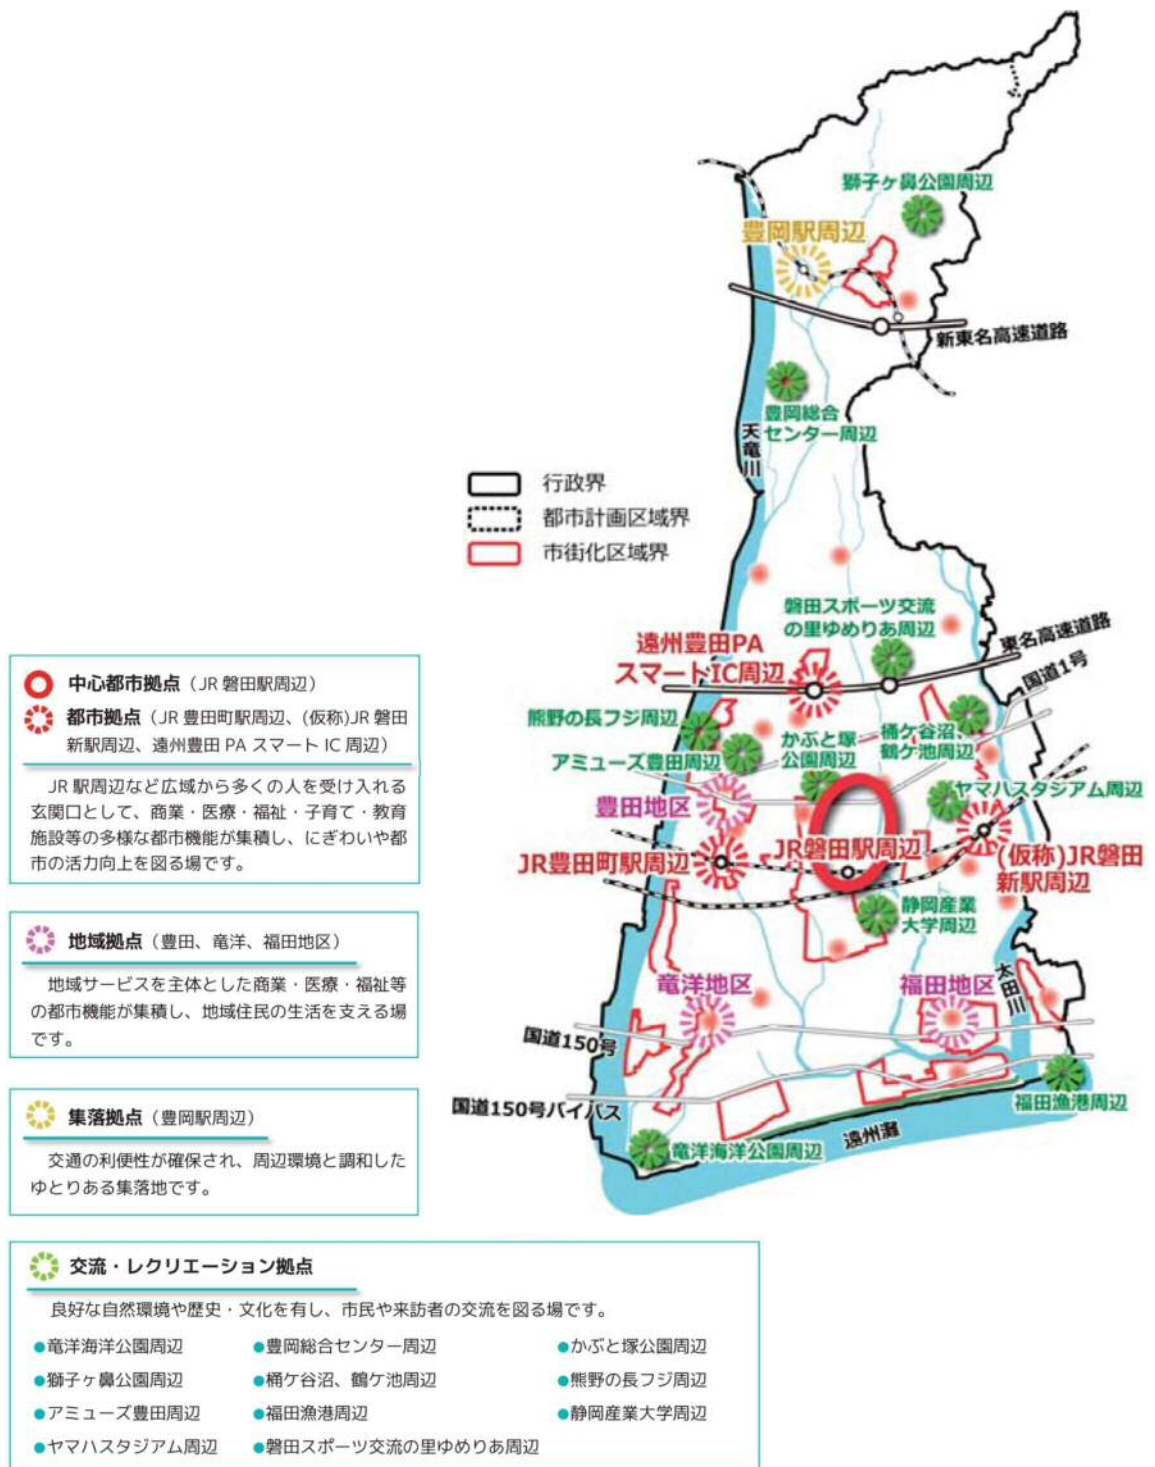 獅子ヶ鼻公園周辺
豊岡駅周辺
新東名高速道路
豊岡総合
センター周辺
天竜川
行政界
都市計画区域界
市街化区域界
磐田スポーツ交流
の里ゆめりあ周辺
遠州豊田PA
スマートIC周辺
東名高速道路
国道1号
熊野の長フジ周辺
アミューズ豊田周辺
かぶと塚
公園周辺
桶ケ谷沼、
鶴ケ池周辺
豊田地区
ヤマハスタジアム周辺
JR豊田町駅周辺
JR磐田駅周辺
(仮称)JR磐田
新駅周辺
静岡産業
大学周辺
竜洋地区
福田地区
太田川
国道150号
国道150号バイパス
福田漁港周辺
遠州灘
竜洋海洋公園周辺
中心都市拠点（JR 磐田駅周辺）
都市拠点（JR 豊田町駅周辺、(仮称)JR 磐田
新駅周辺、遠州豊田 PA スマート IC 周辺）
JR 駅周辺など広域から多くの人を受け入れる
玄関口として、商業・医療・福祉・子育て・教育
施設等の多様な都市機能が集積し、にぎわいや都
市の活力向上を図る場です。
地域拠点（豊田、竜洋、福田地区）
地域サービスを主体とした商業・医療・福祉等
の都市機能が集積し、地域住民の生活を支える場
です。
集落拠点（豊岡駅周辺）
交通の利便性が確保され、周辺環境と調和した
ゆとりある集落地です。
交流・レクリエーション拠点
良好な自然環境や歴史・文化を有し、市民や来訪者の交流を図る場です。
●竜洋海洋公園周辺 ●豊岡総合センター周辺 ●かぶと塚公園周辺
●獅子ヶ鼻公園周辺 ●桶ケ谷沼、鶴ケ池周辺 ●熊野の長フジ周辺
●アミューズ豊田周辺 ●福田漁港周辺 ●静岡産業大学周辺
●ヤマハスタジアム周辺 ●磐田スポーツ交流の里ゆめりあ周辺